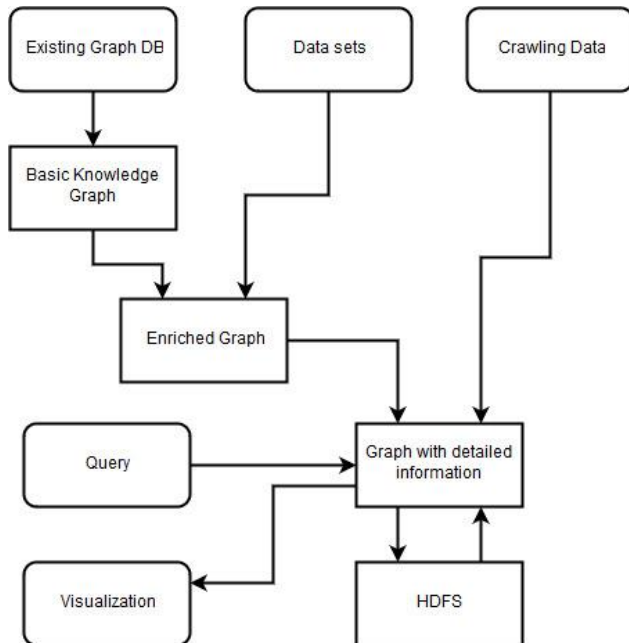 Existing Graph DB
Data sets
Crawling Data
Basic Knowledge
Graph
Enriched Graph
Query
Graph with detailed
information
Visualization
HDFS